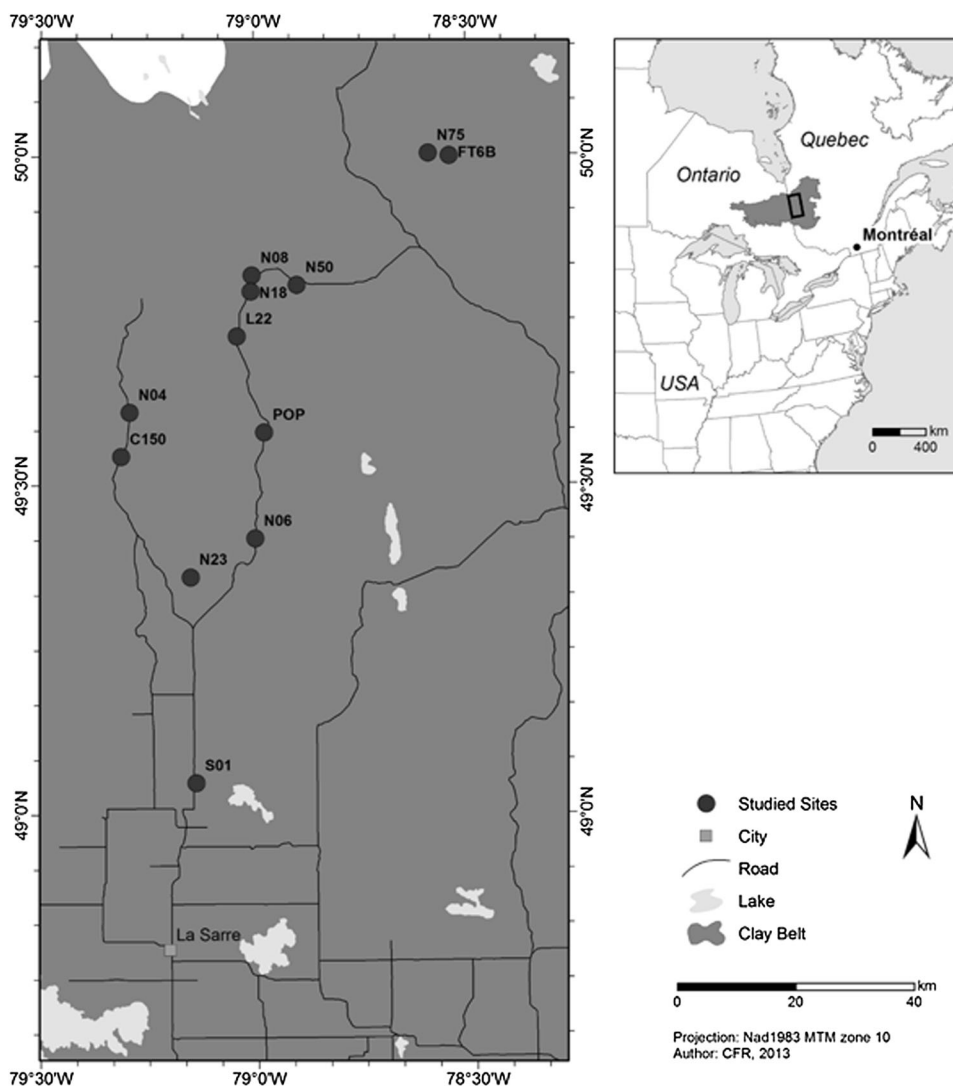 79°30'W
79°0'W
78°30'W
50°0'N
49°30'N
49°0'N
N75
FT6B
N08
N50
N18
L22
N04
POP
C150
N06
N23
S01
La Sarre
50°0'N
49°30'N
49°0'N
79°30'W
79°0'W
78°30'W
Quebec
Ontario
Montréal
USA
km
0 400
Studied Sites
N
City
Road
Lake
Clay Belt
km
0 20 40
Projection: Nad1983 MTM zone 10
Author: CFR, 2013